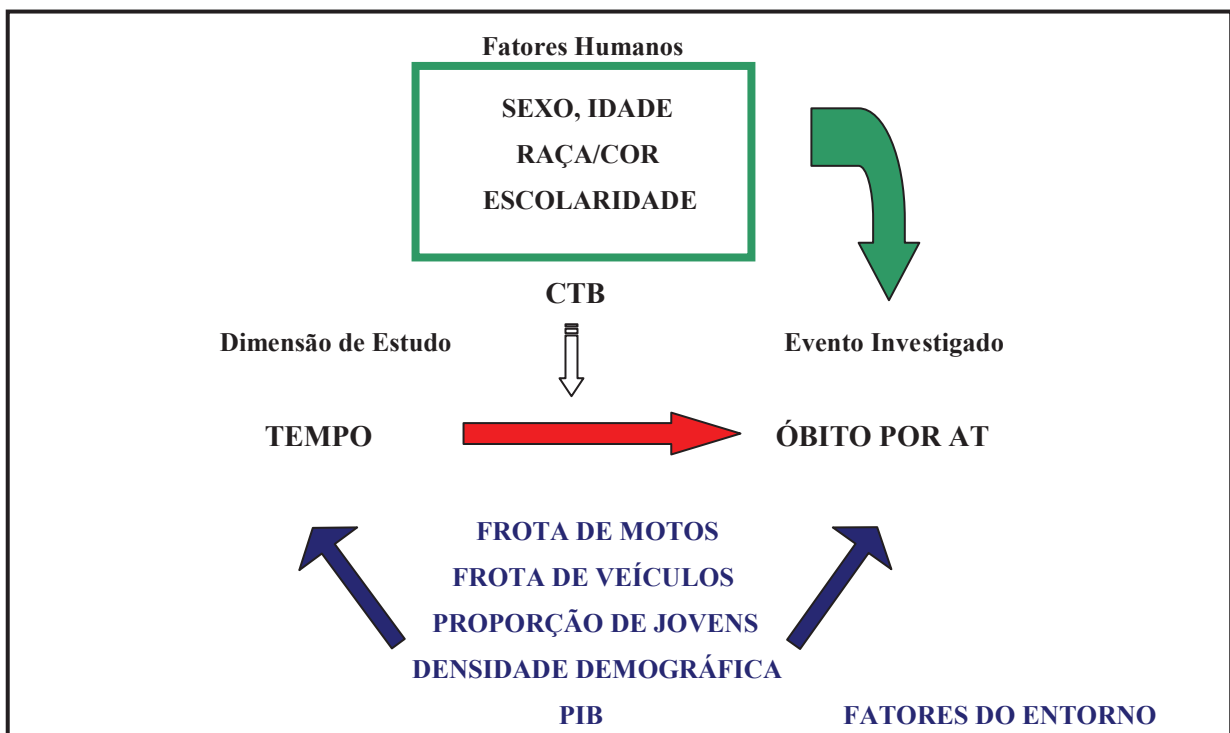 Fatores Humanos
SEXO, IDADE
RAÇA/COR
ESCOLARIDADE
CTB
Dimensão de Estudo
Evento Investigado
TEMPO
ÓBITO POR AT
FROTA DE MOTOS
FROTA DE VEÍCULOS
PROPORÇÃO DE JOVENS
DENSIDADE DEMOGRÁFICA
PIB
FATORES DO ENTORNO